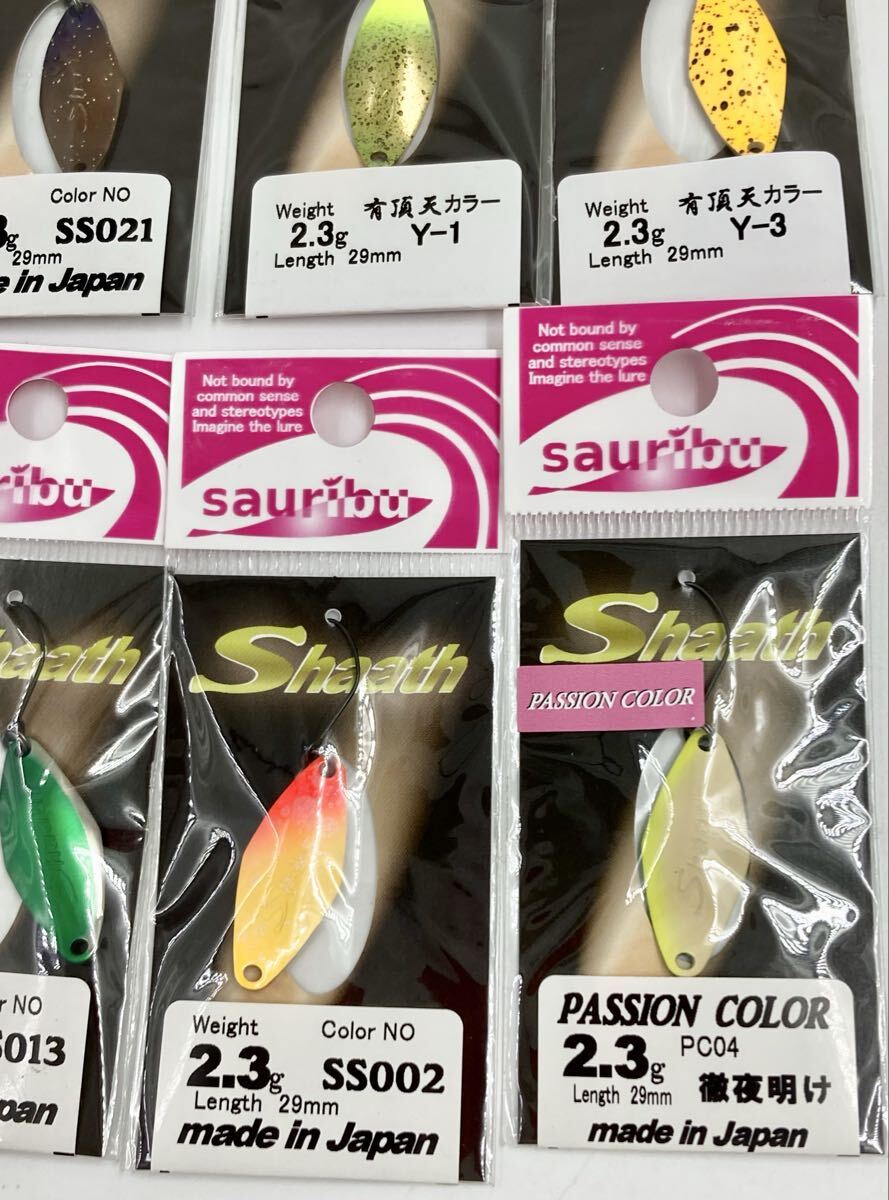 Color NO
g SS021
29mm
in Japan
Weight 有頂天カラー
2.3g Y-1
Length 29mm
Weight 有頂天カラー
2.3g Y-3
Length 29mm
sauribu
Shaath
NO
S013
Japan
Not bound by
common sense
and stereotypes
Imagine the lure
sauribu
Shaath
Weight Color NO
2.3g SS002
Length 29mm
made in Japan
Not bound by
common sense
and stereotypes
Imagine the lure
sauribu
Shaath
PASSION COLOR
PASSION COLOR
2.3g PC04
Length 29mm 徹夜明け
made in Japan